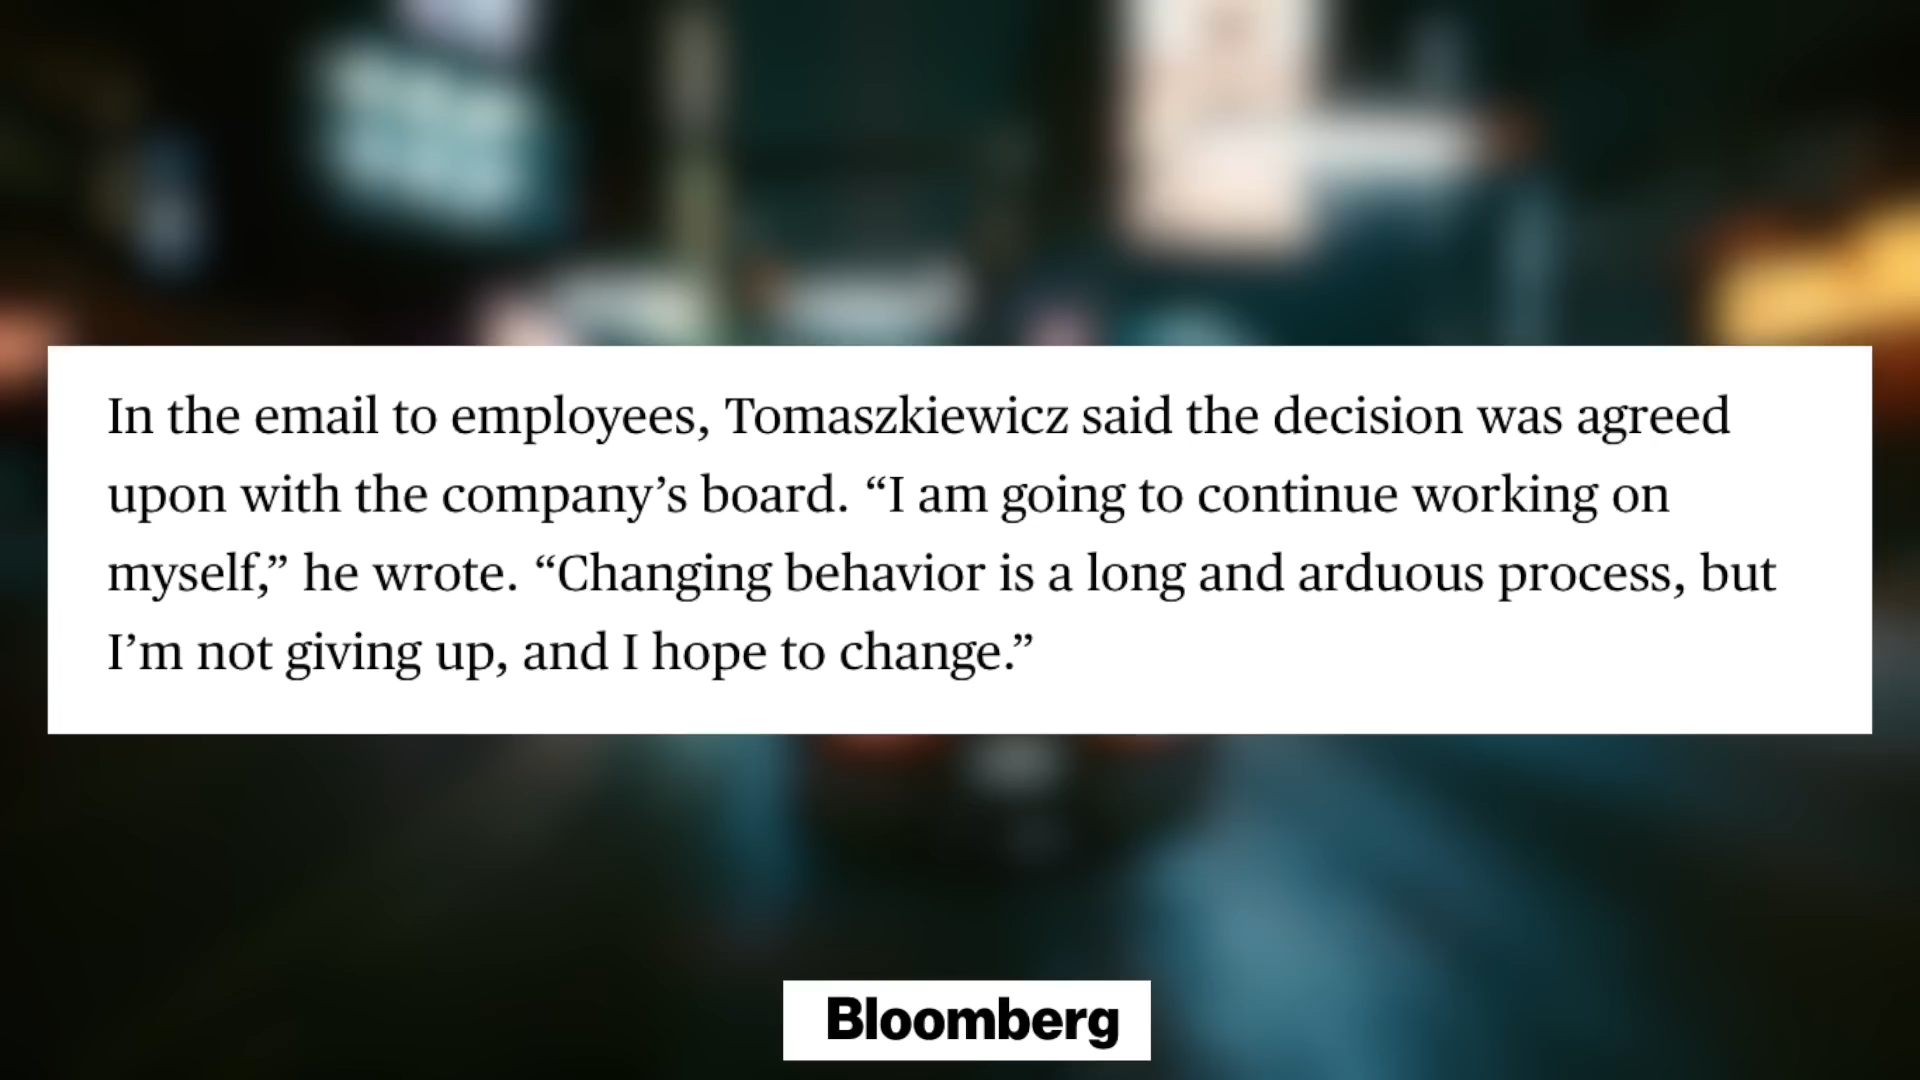 In the email to employees, Tomaszkiewicz said the decision was agreed
upon with the company’s board. “I am going to continue working on
myself,” he wrote. “Changing behavior is a long and arduous process, but
I’m not giving up, and I hope to change.”
Bloomberg